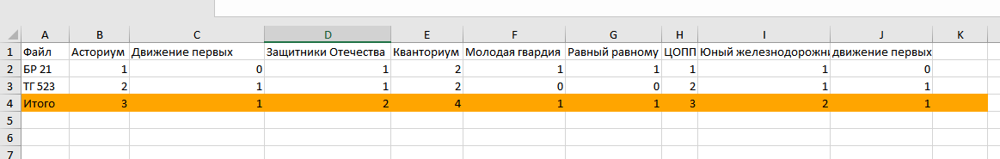 A B C D E F G H I J K
1 Файл Асториум Движение первых Защитники Отечества Кванториум Молодая гвардия Равный равному ЦОПП Юный железнодорожни движение первых
2 БР 21 1 0 1 2 1 1 1 1 0
3 ТГ 523 2 1 1 2 0 0 2 1 1
4 Итого 3 1 2 4 1 1 3 2 1
5
6
7